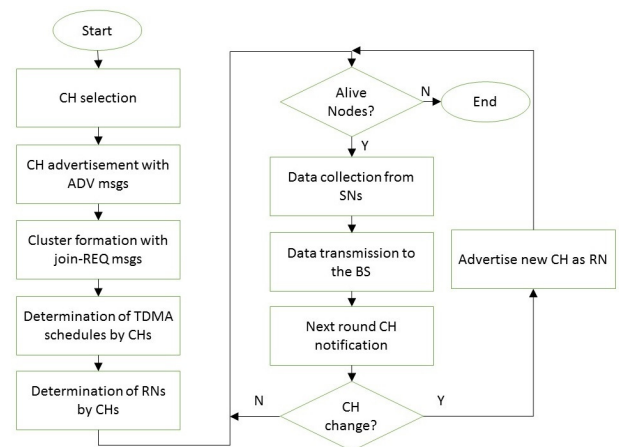 Start
CH selection
CH advertisement with
ADV msgs
Cluster formation with
join-REQ msgs
Determination of TDMA
schedules by CHs
Determination of RNs
by CHs
Alive
Nodes?
N
End
Y
Data collection from
SNs
Data transmission to
the BS
Next round CH
notification
CH
change?
N
Y
Advertise new CH as RN